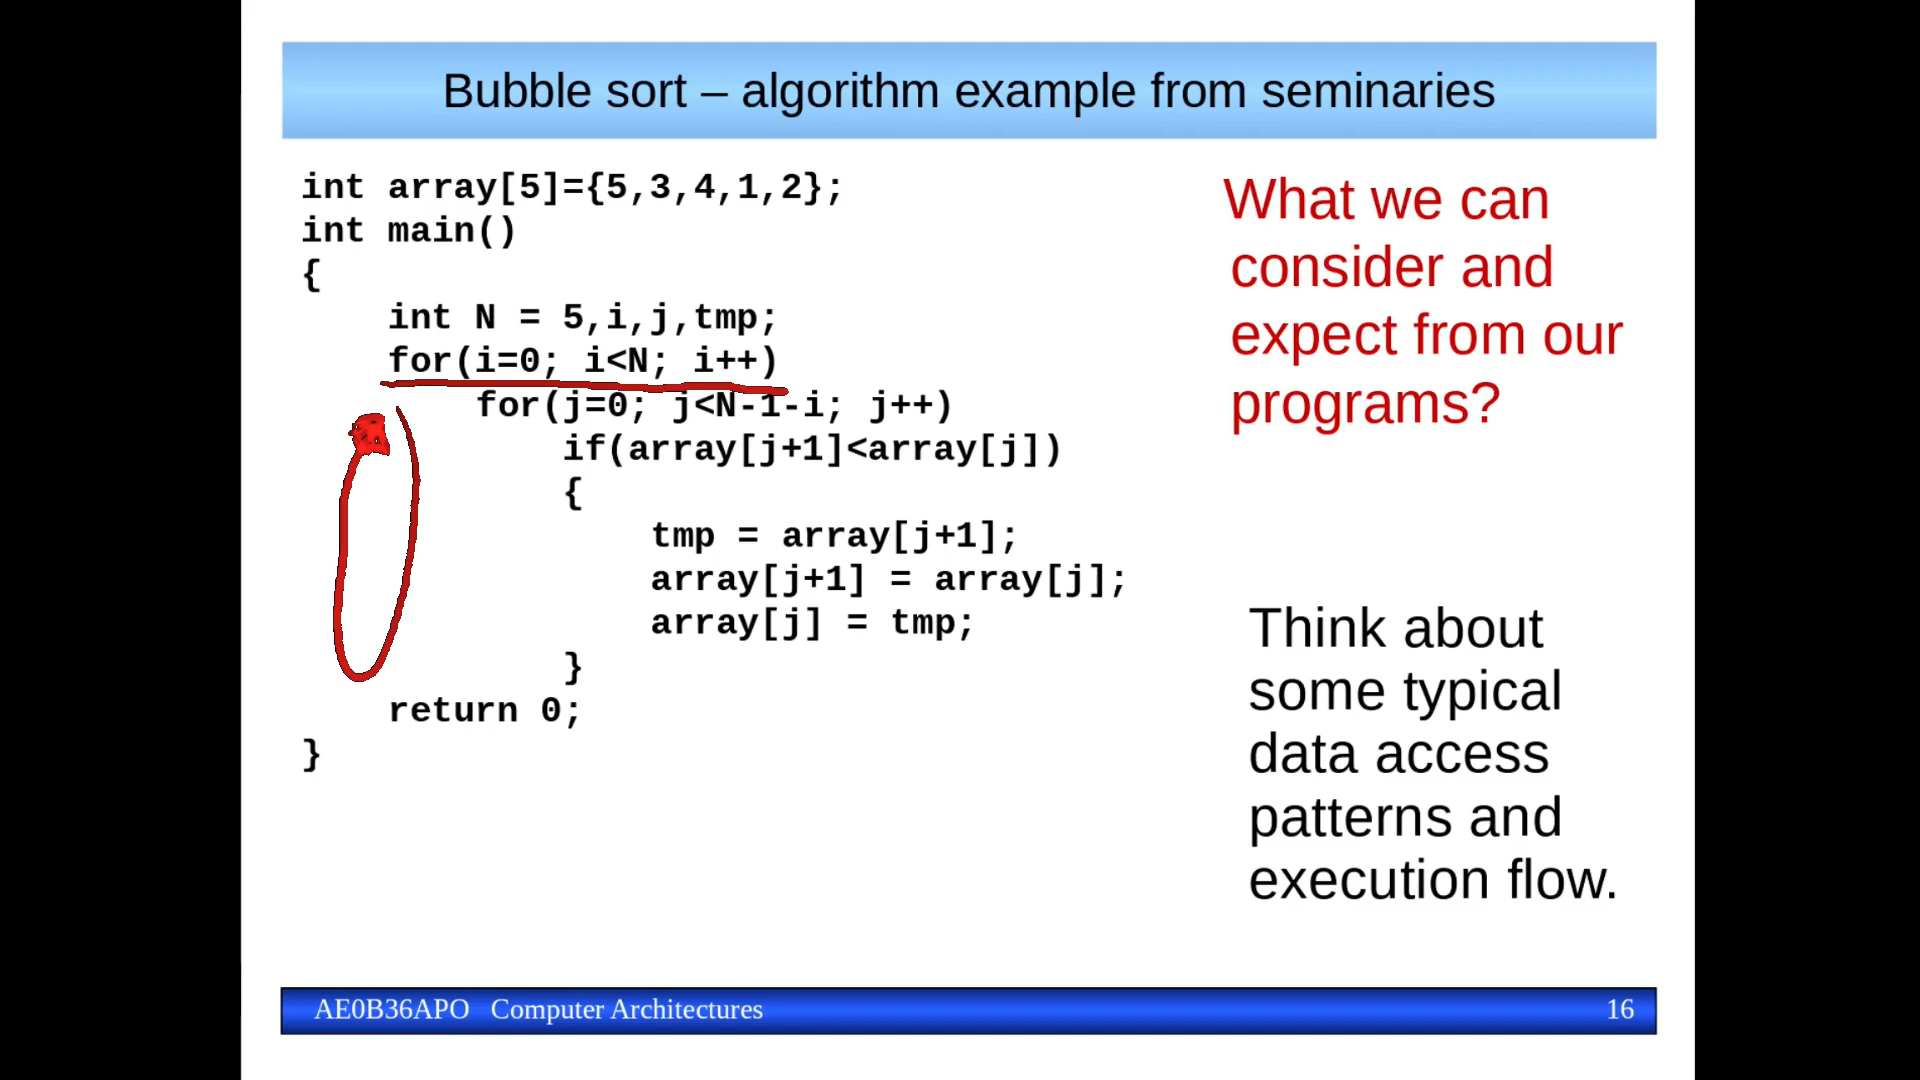 Bubble sort – algorithm example from seminaries
int array[5]={5,3,4,1,2};
int main()
{
int N = 5,i,j,tmp;
for(i=0; i<N; i++)
for(j=0; j<N-1-i; j++)
if(array[j+1]<array[j])
{
tmp = array[j+1];
array[j+1] = array[j];
array[j] = tmp;
}
return 0;
}
What we can
consider and
expect from our
programs?
Think about
some typical
data access
patterns and
execution flow.
AE0B36APO Computer Architectures 16